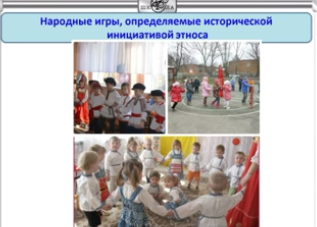 Народные игры, определяемые исторической
инициативой этноса